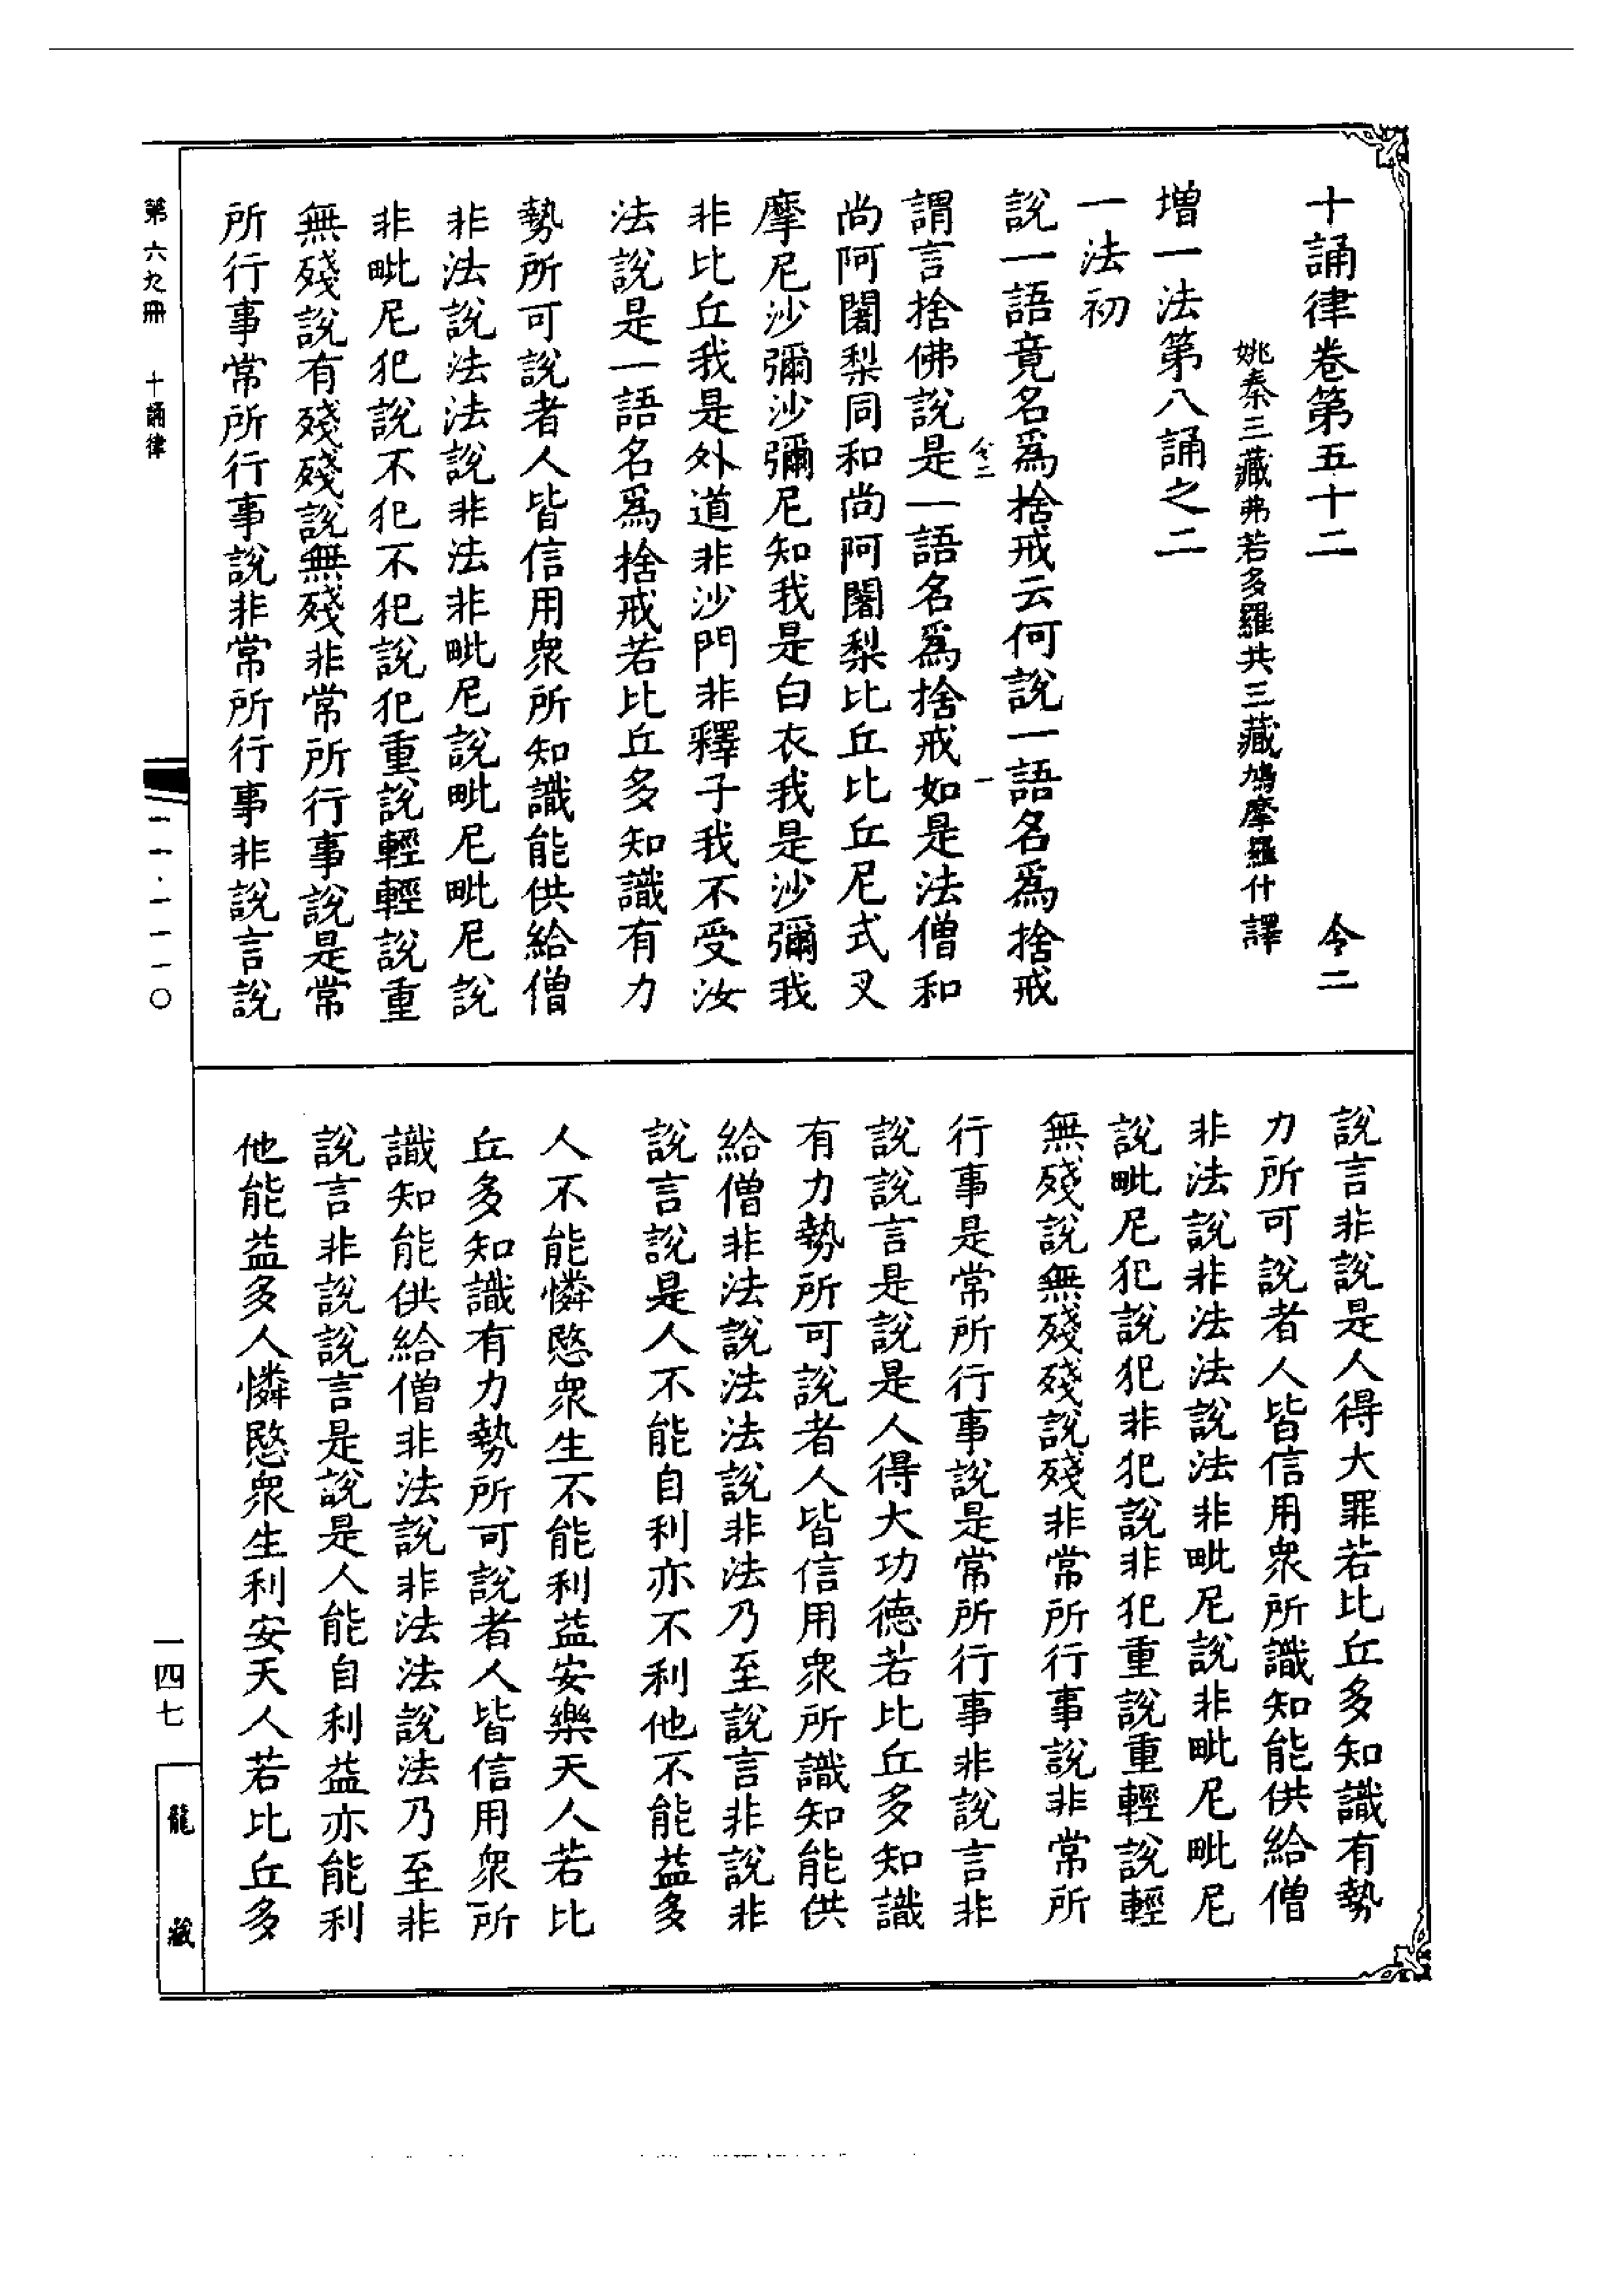 十誦律卷第五十二　　令二
姚秦三藏弗若多羅共三藏鳩摩羅什譯
增一法第八誦之二
一法初
說一語竟名爲捨戒云何說一語名爲捨戒
令二　一
謂言捨佛說是一語名爲捨戒如是法僧和
尚阿闍梨同和尚阿闍梨比丘比丘尼式叉
摩尼沙彌沙彌尼知我是白衣我是沙彌我
非比丘我是外道非沙門非釋子我不受汝
法說是一語名爲捨戒若比丘多知識有力
勢所可說者人皆信用衆所知識能供給僧
非法說法法說非法非毗尼說毗尼毗尼說
非毗尼犯說不犯不犯說犯重說輕輕說重
無殘說有殘殘說無殘非常所行事說是常
所行事常所行事說非常所行事非說言說
說言非說是人得大罪若比丘多知識有勢
力所可說者人皆信用衆所識知能供給僧
非法說非法法說法非毗尼說非毗尼毗尼
說毗尼犯說犯非犯說非犯重說重輕說輕
無殘說無殘殘說殘非常所行事說非常所
行事是常所行事說是常所行事非說言非
說說言是說是人得大功德若比丘多知識
有力勢所可說者人皆信用衆所識知能供
給僧非法說法法說非法乃至說言非說非
說言說是人不能自利亦不利他不能益多
人不能憐愍衆生不能利益安樂天人若比
丘多知識有力勢所可說者人皆信用衆所
識知能供給僧非法說非法法說法乃至非
說言非說說言是說是人能自利益亦能利
他能益多人憐愍衆生利安天人若比丘多
第六九冊　十誦律
一一·一一一〇
一四七
龍藏